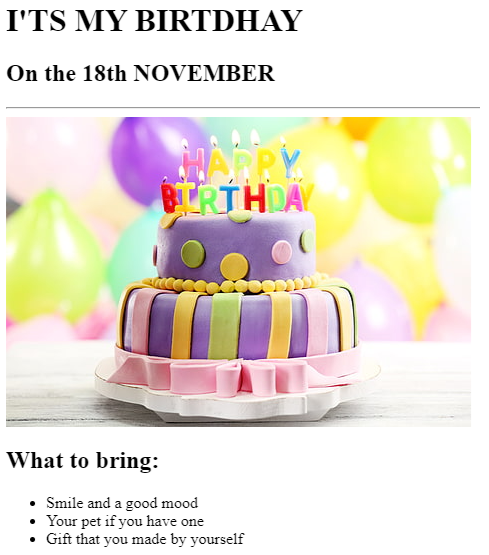 I'TS MY BIRTDHAY
On the 18th NOVEMBER
HAPPY
BIRTHDAY
What to bring:
Smile and a good mood
Your pet if you have one
Gift that you made by yourself